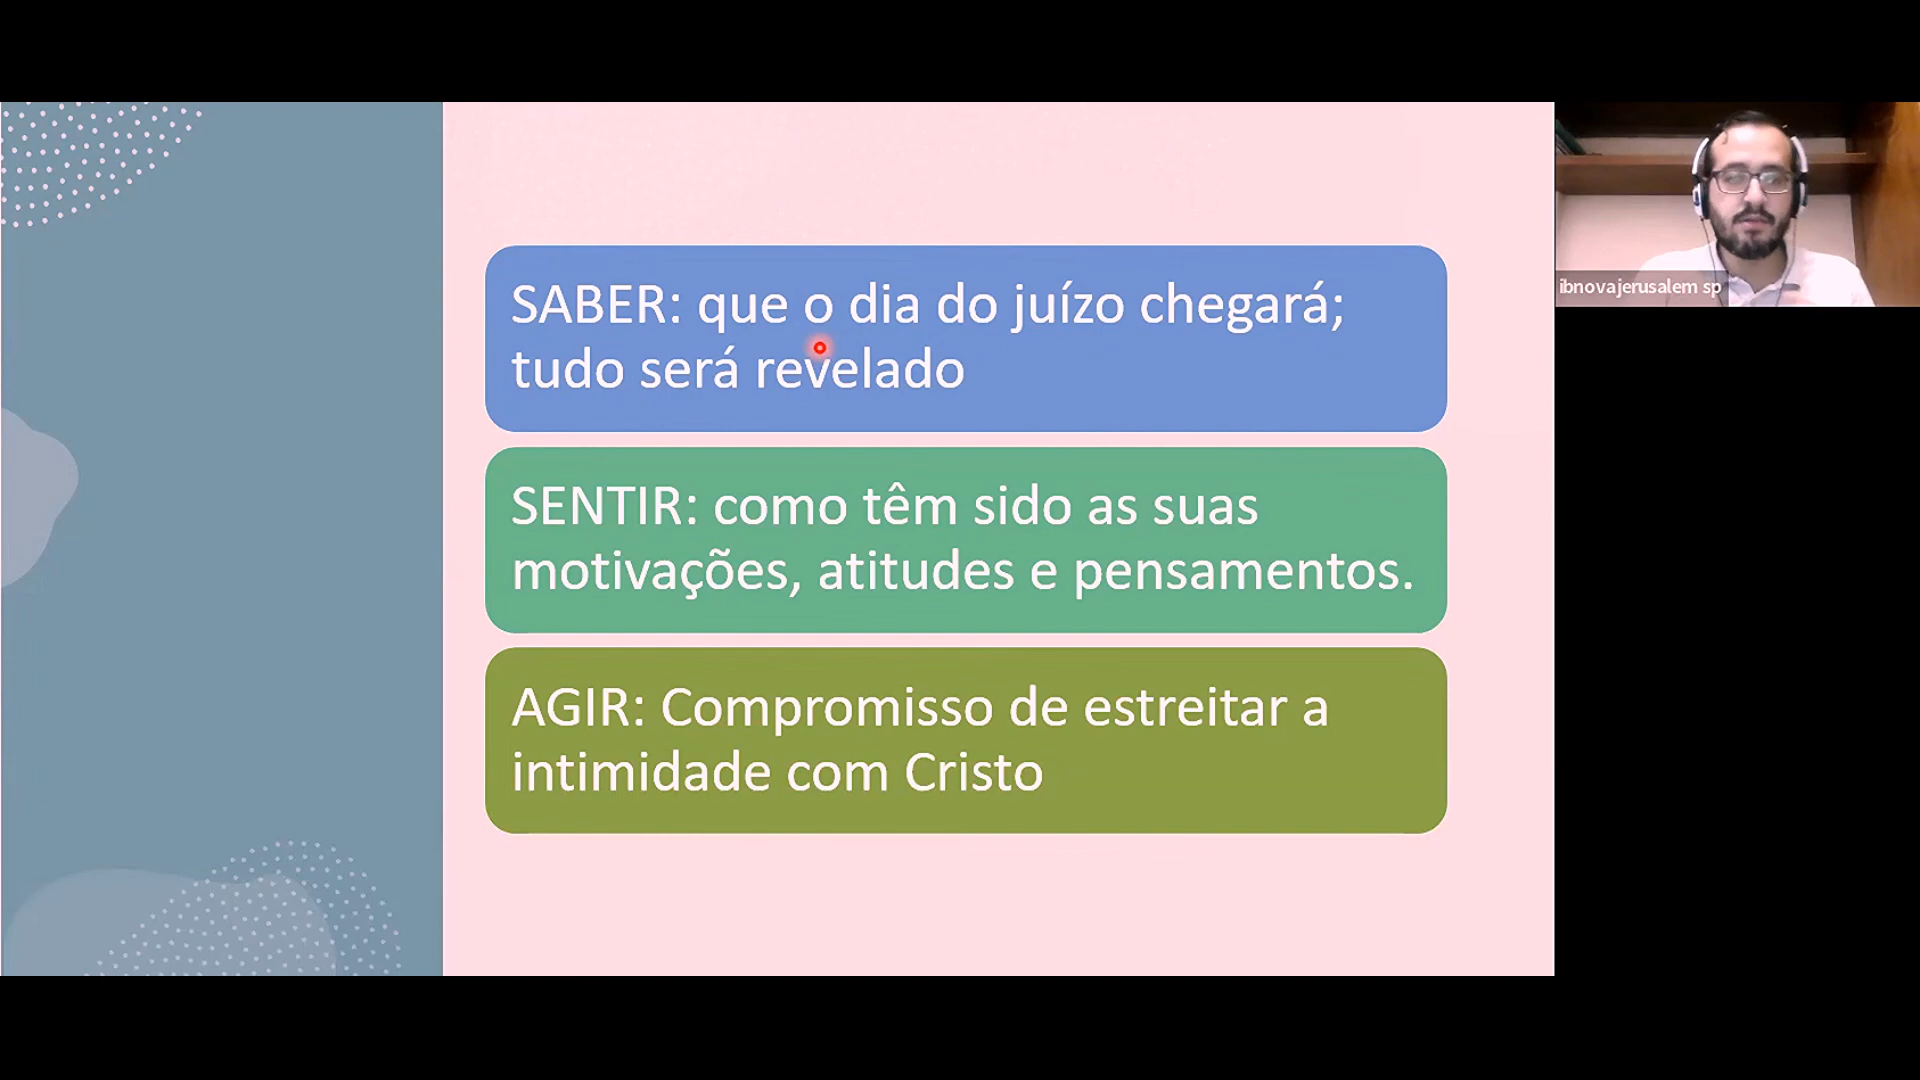 SABER: que o dia do juízo chegará;
tudo será revelado
SENTIR: como têm sido as suas
motivações, atitudes e pensamentos.
AGIR: Compromisso de estreitar a
intimidade com Cristo
ibnovajerusalem sp